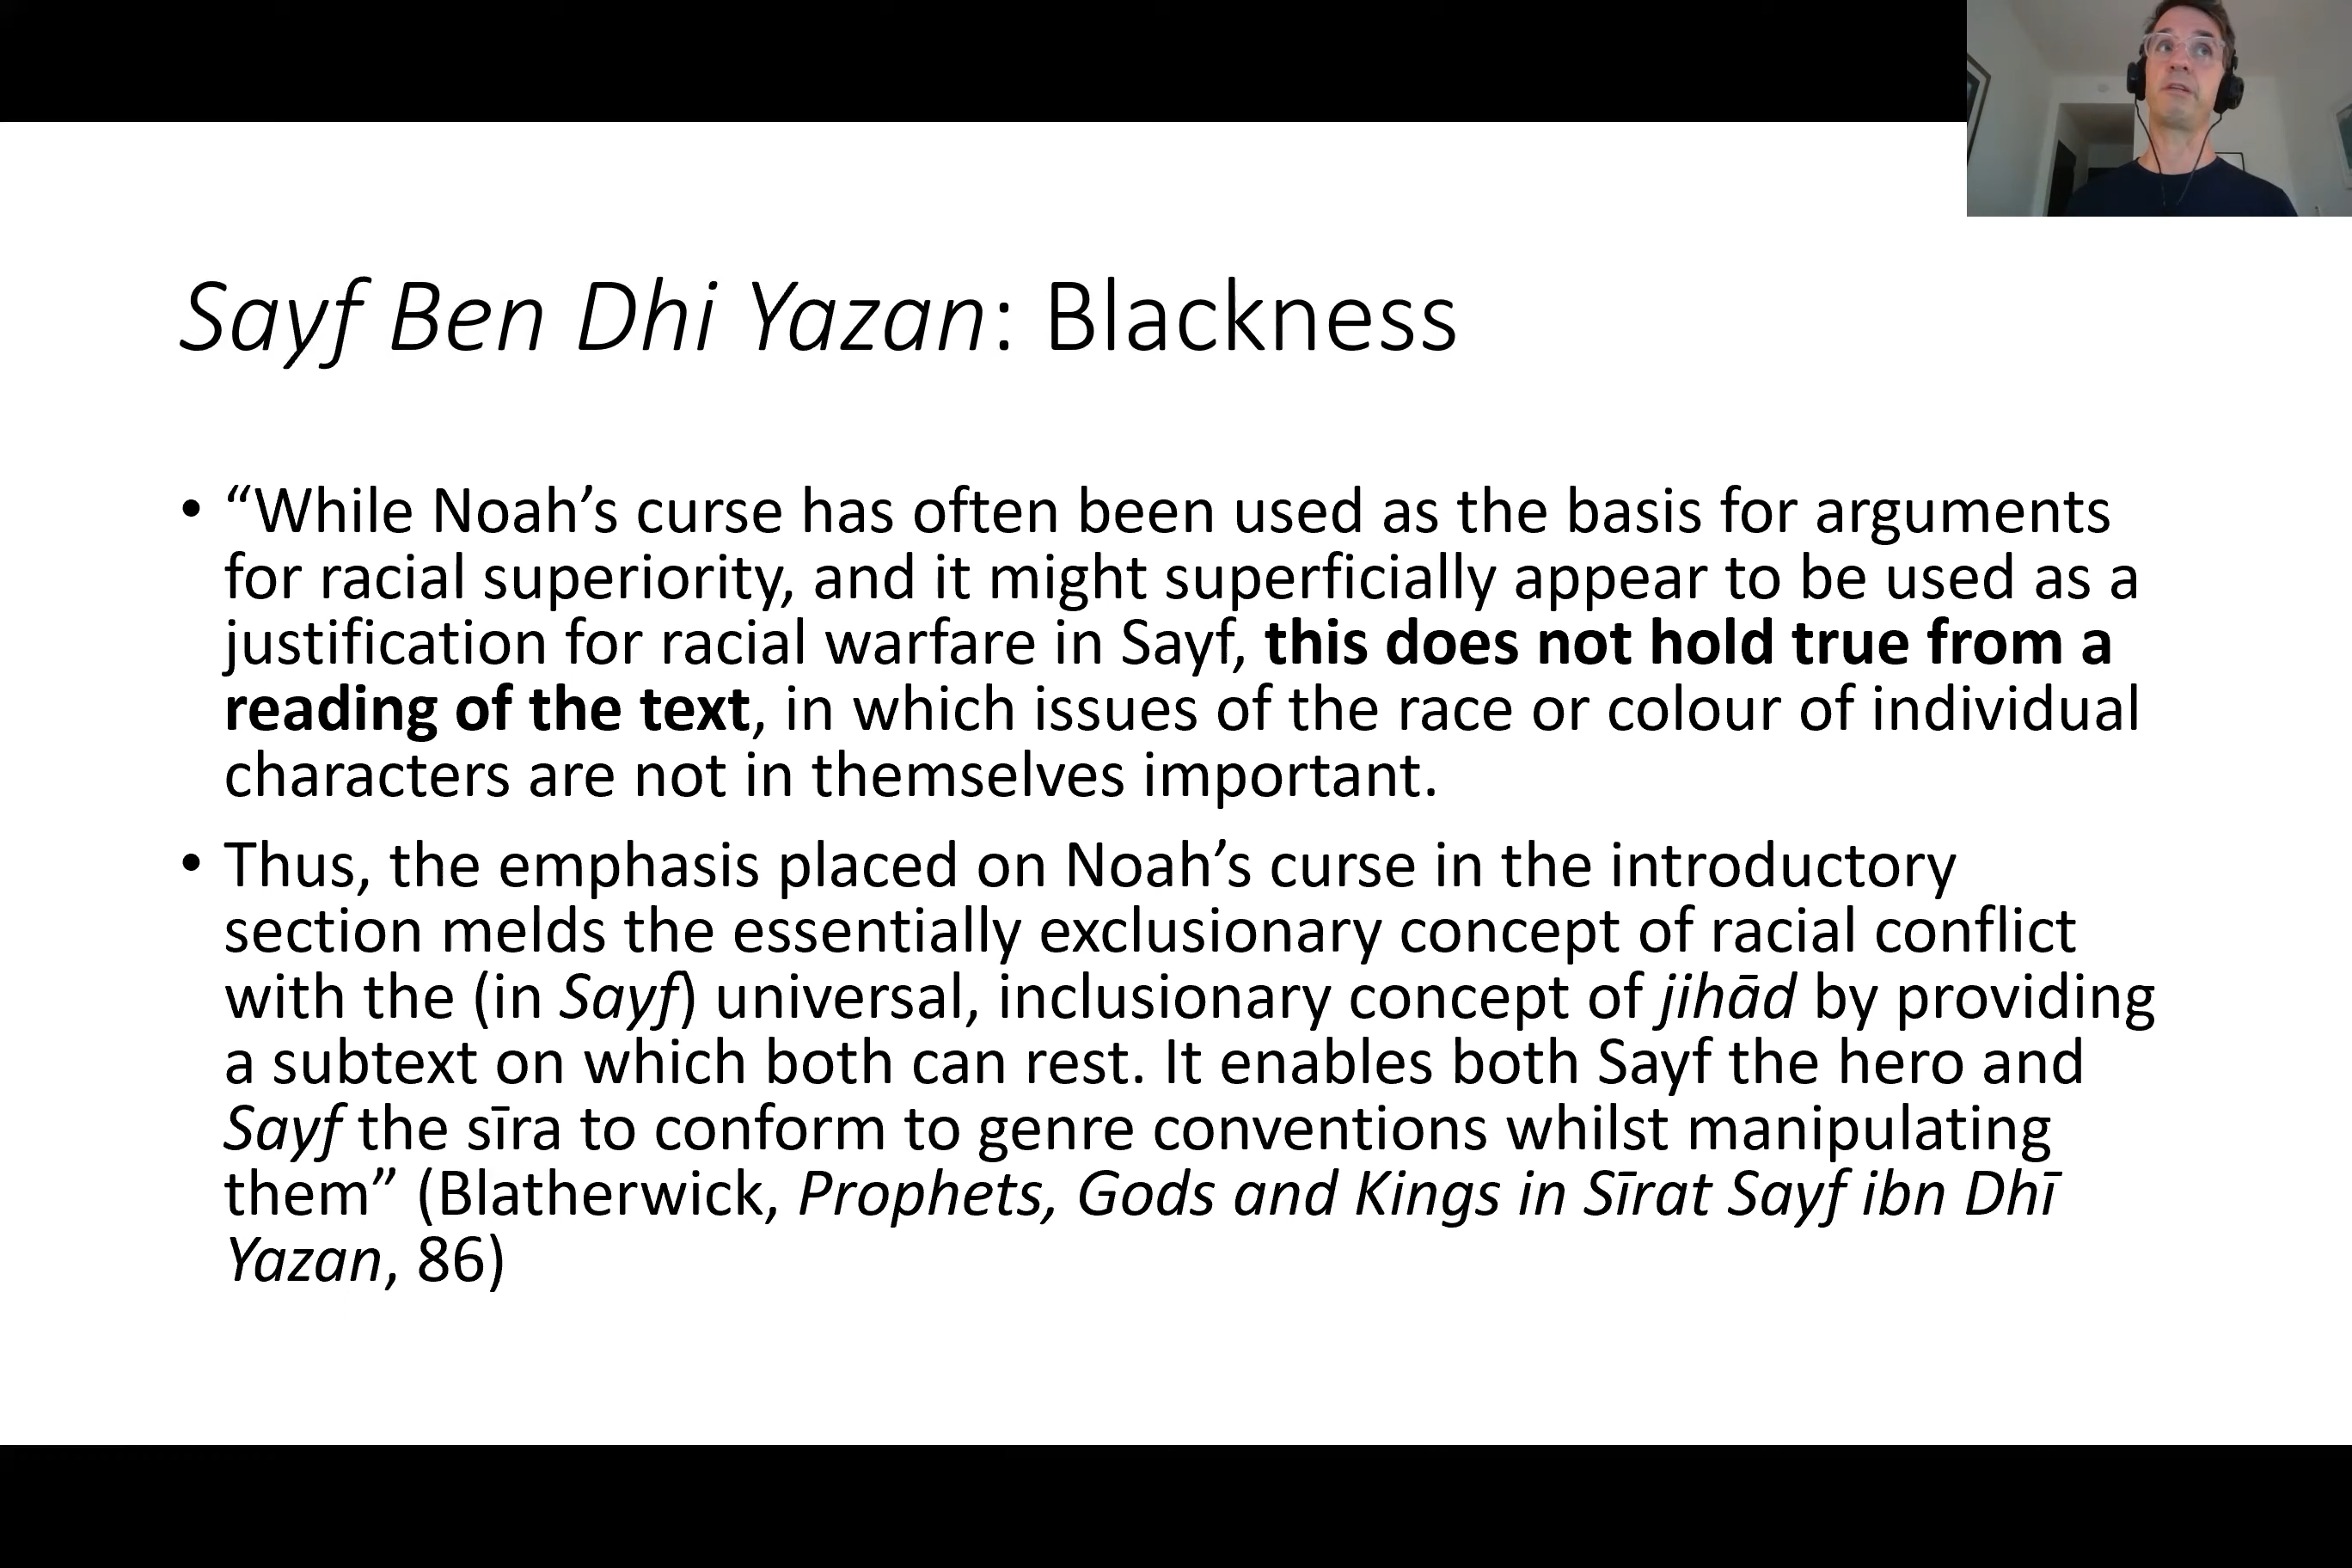 Sayf Ben Dhi Yazan: Blackness
• “While Noah’s curse has often been used as the basis for arguments
for racial superiority, and it might superficially appear to be used as a
justification for racial warfare in Sayf, this does not hold true from a
reading of the text, in which issues of the race or colour of individual
characters are not in themselves important.
• Thus, the emphasis placed on Noah’s curse in the introductory
section melds the essentially exclusionary concept of racial conflict
with the (in Sayf) universal, inclusionary concept of jihād by providing
a subtext on which both can rest. It enables both Sayf the hero and
Sayf the sīra to conform to genre conventions whilst manipulating
them” (Blatherwick, Prophets, Gods and Kings in Sīrat Sayf ibn Dhī
Yazan, 86)